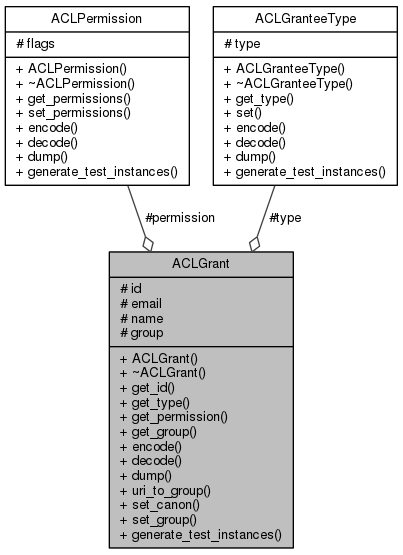 ACLPermission
# flags
+ ACLPermission()
+ ~ACLPermission()
+ get_permissions()
+ set_permissions()
+ encode()
+ decode()
+ dump()
+ generate_test_instances()
ACLGranteeType
# type
+ ACLGranteeType()
+ ~ACLGranteeType()
+ get_type()
+ set()
+ encode()
+ decode()
+ dump()
+ generate_test_instances()
#permission
#type
ACLGrant
# id
# email
# name
# group
+ ACLGrant()
+ ~ACLGrant()
+ get_id()
+ get_type()
+ get_permission()
+ get_group()
+ encode()
+ decode()
+ dump()
+ uri_to_group()
+ set_canon()
+ set_group()
+ generate_test_instances()